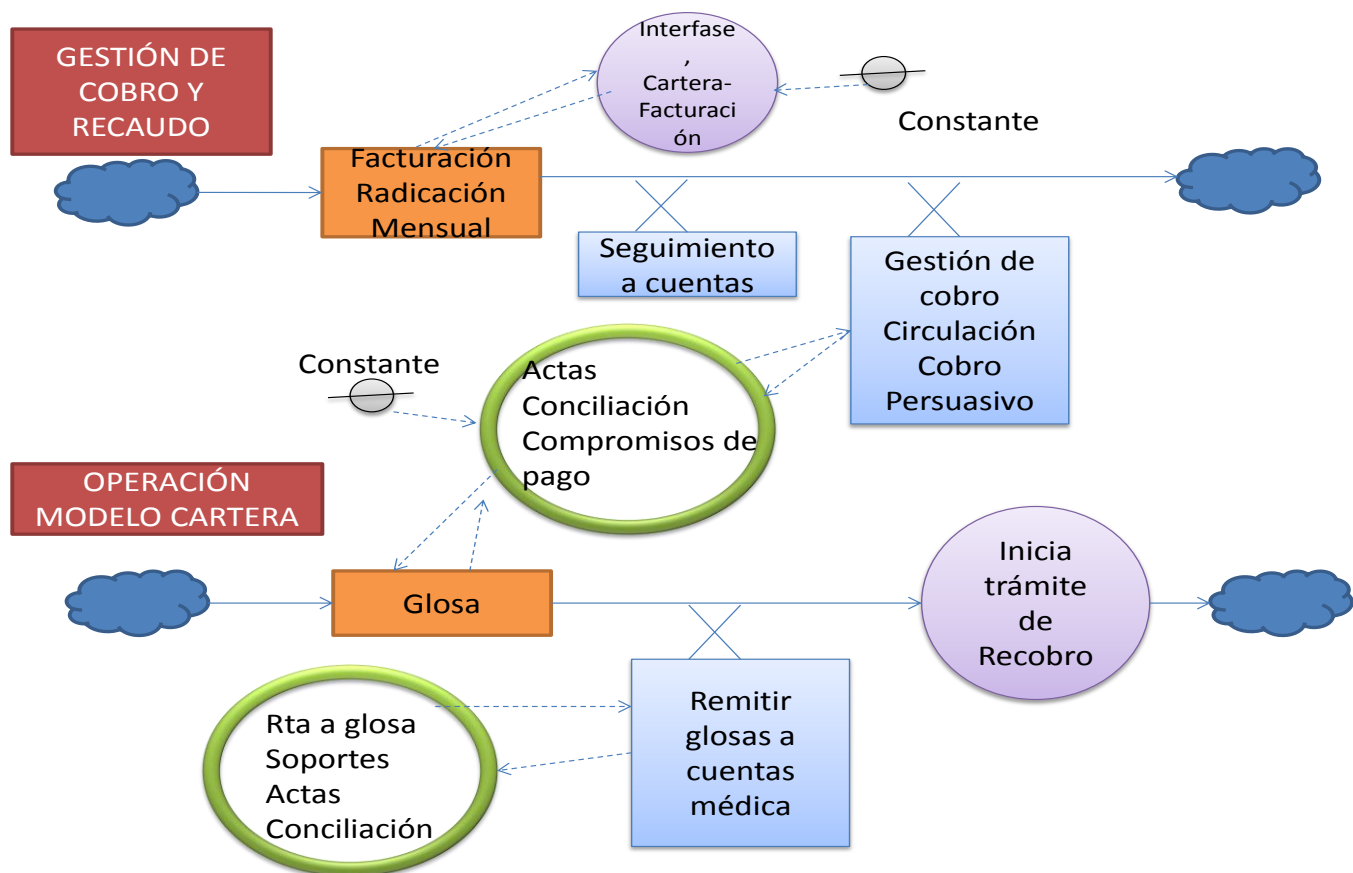 GESTIÓN DE
COBRO Y
RECAUDO
Interfase
,
Cartera-
Facturaci
ón
Constante
Facturación
Radicación
Mensual
Seguimiento
a cuentas
Gestión de
cobro
Circulación
Cobro
Persuasivo
Constante
Actas
Conciliación
Compromisos de
pago
OPERACIÓN
MODELO CARTERA
Glosa
Inicia
trámite
de
Recobro
Rta a glosa
Soportes
Actas
Conciliación
Remitir
glosas a
cuentas
médica